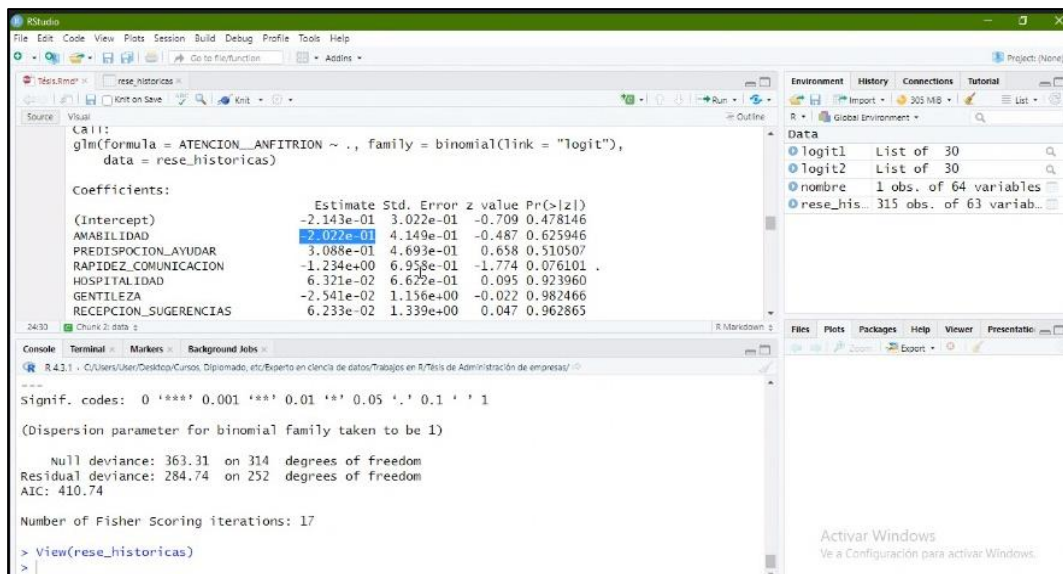 RStudio
File Edit Code View Plots Session Build Debug Profile Tools Help
Go to file/function Addins
Project: (None)
Tésis.Rmd* rese_historicas
Knit on Save Knit Run
Source Visual Outline
Call:
glm(formula = ATENCION__ANFITRION ~ ., family = binomial(link = "logit"),
data = rese_historicas)
Coefficients:
Estimate Std. Error z value Pr(>|z|)
(Intercept) -2.143e-01 3.022e-01 -0.709 0.478146
AMABILIDAD -2.022e-01 4.149e-01 -0.487 0.625946
PREDISPOCION_AYUDAR 3.088e-01 4.693e-01 0.658 0.510507
RAPIDEZ_COMUNICACION -1.234e+00 6.958e-01 -1.774 0.076101 .
HOSPITALIDAD 6.321e-02 6.622e-01 0.095 0.923960
GENTILEZA -2.541e-02 1.156e+00 -0.022 0.982466
RECEPCION_SUGERENCIAS 6.233e-02 1.339e+00 0.047 0.962865
24:30 Chunk 2: data R Markdown
Console Terminal Markers Background Jobs
R 4.3.1 · C:/Users/User/Desktop/Cursos, Diplomado, etc/Experto en ciencia de datos/Trabajos en R/Tésis de Administración de empresas/
---
Signif. codes: 0 ‘***’ 0.001 ‘**’ 0.01 ‘*’ 0.05 ‘.’ 0.1 ‘ ’ 1
(Dispersion parameter for binomial family taken to be 1)
Null deviance: 363.31 on 314 degrees of freedom
Residual deviance: 284.74 on 252 degrees of freedom
AIC: 410.74
Number of Fisher Scoring iterations: 17
> View(rese_historicas)
>
Environment History Connections Tutorial
Import 305 MiB List
R Global Environment
Data
logit1 List of 30
logit2 List of 30
nombre 1 obs. of 64 variables
rese_his… 315 obs. of 63 variab…
Files Plots Packages Help Viewer Presentatio
Zoom Export
Activar Windows
Ve a Configuración para activar Windows.